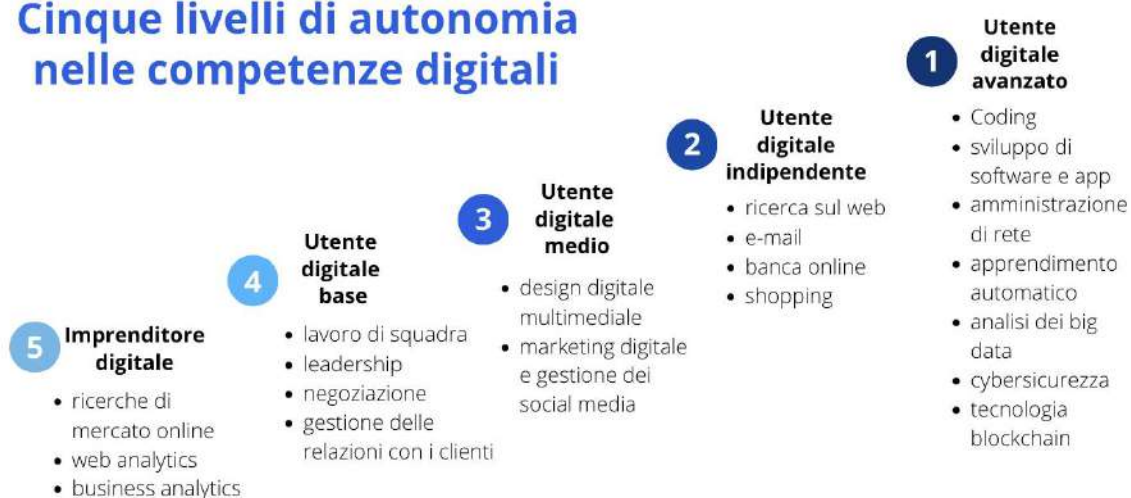 Cinque livelli di autonomia
nelle competenze digitali
1
Utente
digitale
avanzato
• Coding
• sviluppo di
software e app
• amministrazione
di rete
• apprendimento
automatico
• analisi dei big
data
• cybersicurezza
• tecnologia
blockchain
2
Utente
digitale
indipendente
• ricerca sul web
• e-mail
• banca online
• shopping
3
Utente
digitale
medio
• design digitale
multimediale
• marketing digitale
e gestione dei
social media
4
Utente
digitale
base
• lavoro di squadra
• leadership
• negoziazione
• gestione delle
relazioni con i clienti
5
Imprenditore
digitale
• ricerche di
mercato online
• web analytics
• business analytics